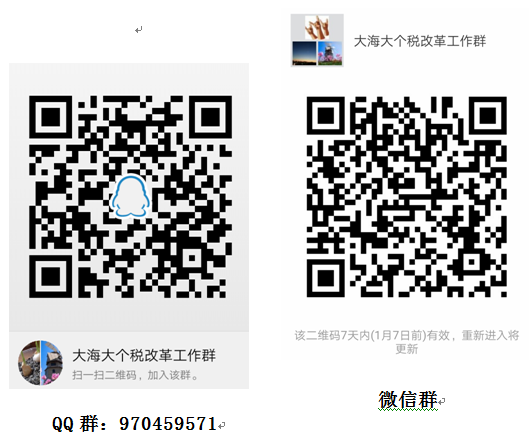 大海大个税改革工作群
扫一扫二维码，加入该群。
QQ 群：970459571
大海大个税改革工作群
该二维码7天内(1月7日前)有效，重新进入将
更新
微信群